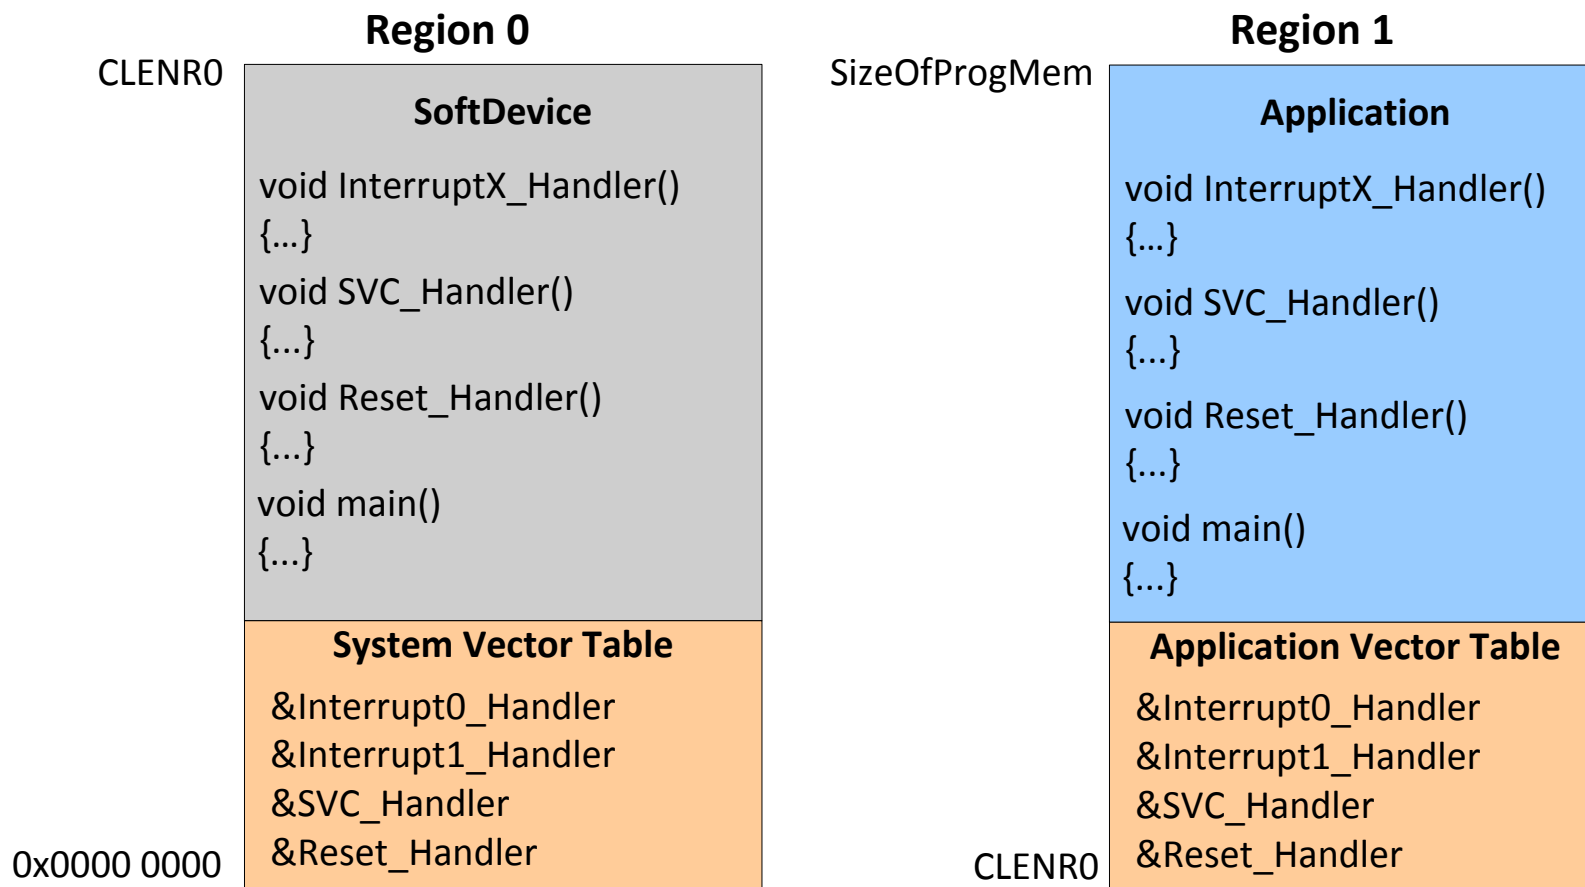 Region 0
CLENR0
SoftDevice
void InterruptX_Handler()
{...}
void SVC_Handler()
{...}
void Reset_Handler()
{...}
void main()
{...}
System Vector Table
&Interrupt0_Handler
&Interrupt1_Handler
&SVC_Handler
&Reset_Handler
0x0000 0000
Region 1
SizeOfProgMem
Application
void InterruptX_Handler()
{...}
void SVC_Handler()
{...}
void Reset_Handler()
{...}
void main()
{...}
Application Vector Table
&Interrupt0_Handler
&Interrupt1_Handler
&SVC_Handler
&Reset_Handler
CLENR0